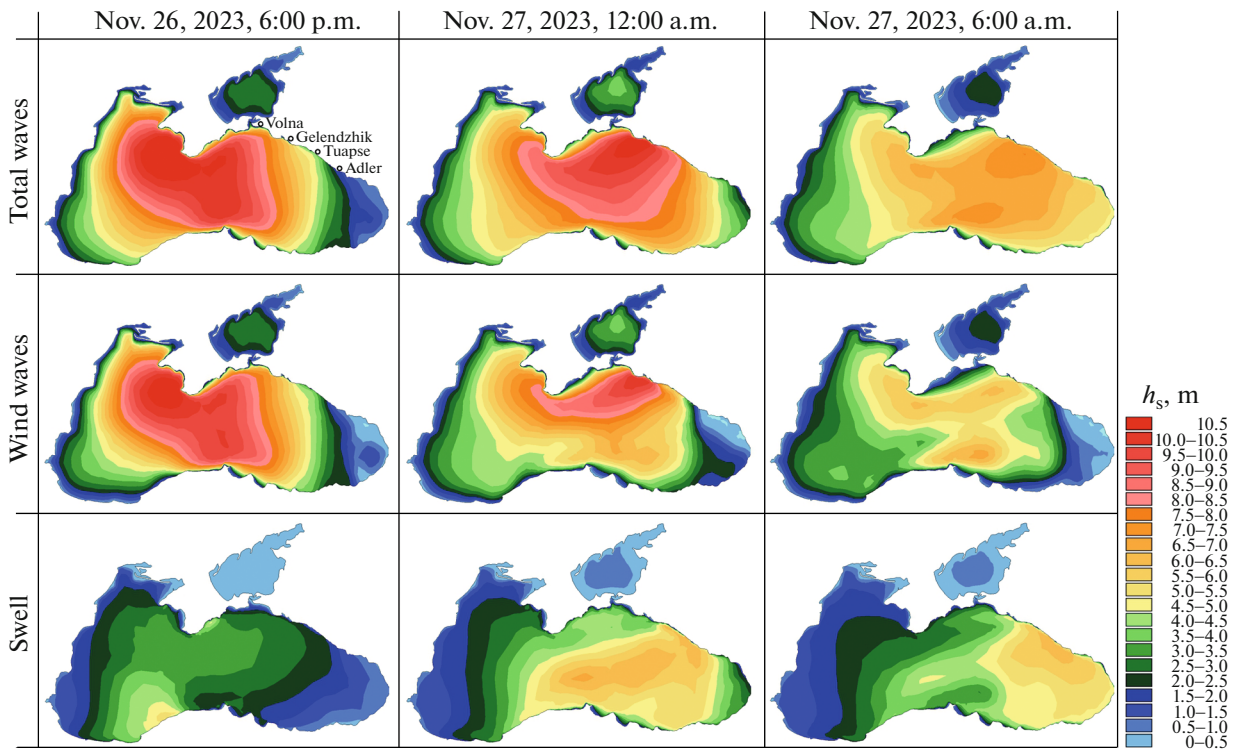 Nov. 26, 2023, 6:00 p.m.
Nov. 27, 2023, 12:00 a.m.
Nov. 27, 2023, 6:00 a.m.
Total waves
Volna
Gelendzhik
Tuapse
Adler
Wind waves
Swell
hs, m
10.5
10.0–10.5
9.5–10.0
9.0–9.5
8.5–9.0
8.0–8.5
7.5–8.0
7.0–7.5
6.5–7.0
6.0–6.5
5.5–6.0
5.0–5.5
4.5–5.0
4.0–4.5
3.5–4.0
3.0–3.5
2.5–3.0
2.0–2.5
1.5–2.0
1.0–1.5
0.5–1.0
0–0.5